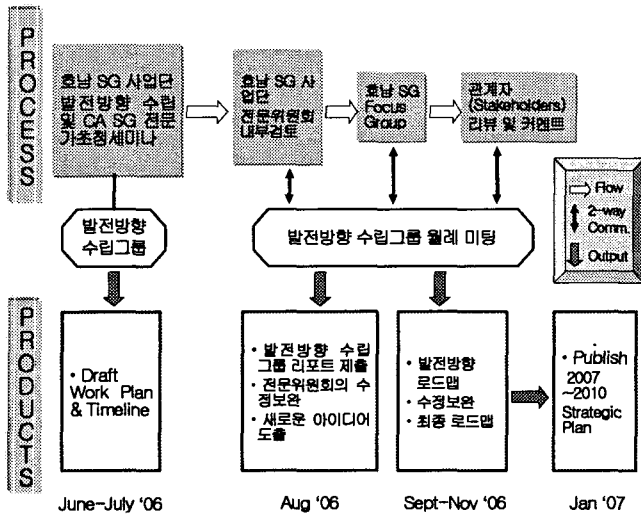 PROCESS
호남 SG 사업단
발전방향 수립
및 CA SG 전문
가초청세미나
호남 SG 사
업단
전문위원회
내부검토
호남 SG
Focus
Group
관계자
(Stakeholders)
리뷰 및 커멘트
Flow
2-way
Comm.
Output
발전방향
수립그룹
발전방향 수립그룹 월례 미팅
PRODUCTS
• Draft
Work Plan
& Timeline
• 발전방향 수립
그룹 리포트 제출
• 전문위원회의 수
정보완
• 새로운 아이디어
도출
• 발전방향
로드맵
• 수정보완
• 최종 로드맵
• Publish
2007
~2010
Strategic
Plan
June-July '06
Aug '06
Sept-Nov '06
Jan '07